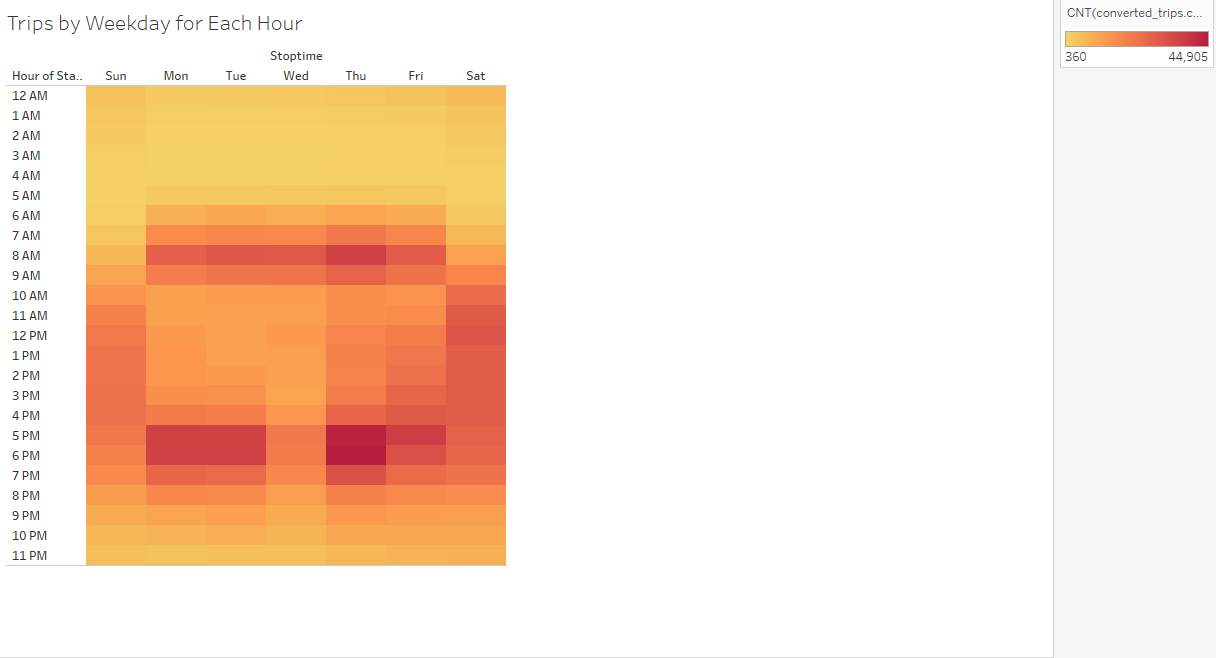 Trips by Weekday for Each Hour
CNT(converted_trips.c...
360 44,905
Stoptime
Hour of Sta.. Sun Mon Tue Wed Thu Fri Sat
12 AM
1 AM
2 AM
3 AM
4 AM
5 AM
6 AM
7 AM
8 AM
9 AM
10 AM
11 AM
12 PM
1 PM
2 PM
3 PM
4 PM
5 PM
6 PM
7 PM
8 PM
9 PM
10 PM
11 PM